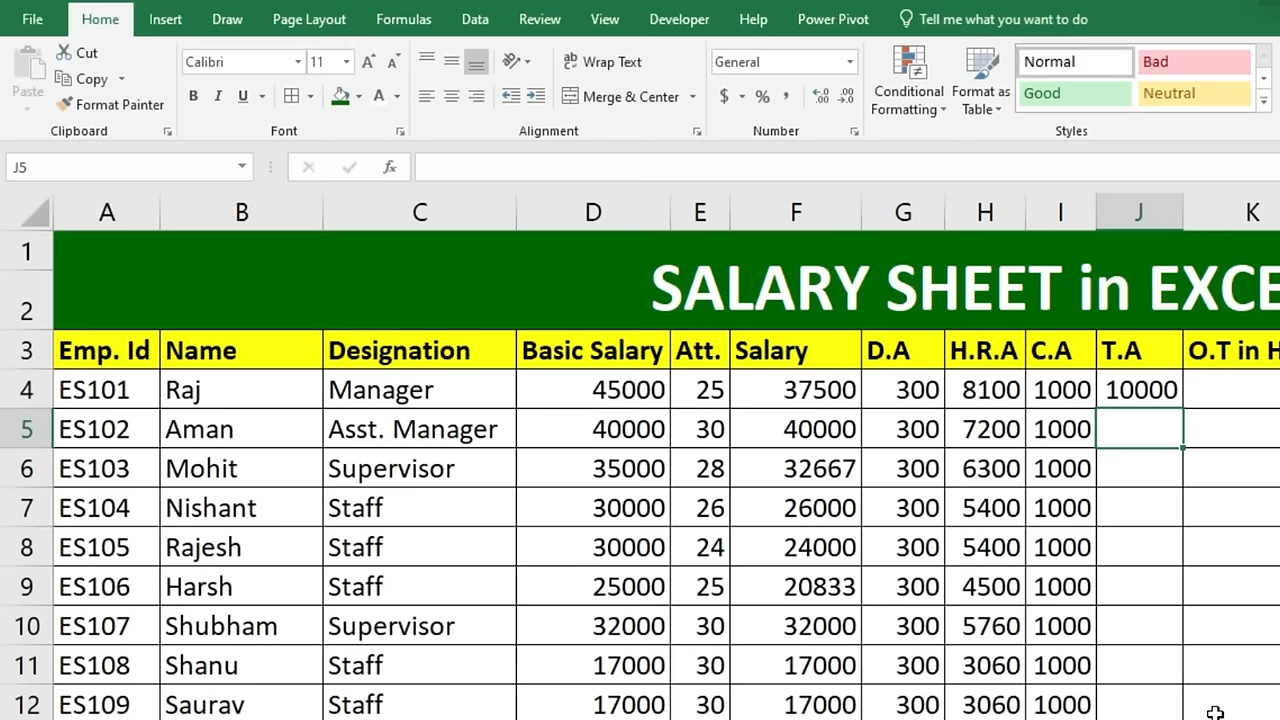 File Home Insert Draw Page Layout Formulas Data Review View Developer Help Power Pivot Tell me what you want to do
Cut
Copy
Format Painter
Paste
Clipboard
Calibri 11 A A
B I U A
Font
ab Wrap Text
Merge & Center
Alignment
General
$ % , .00 .00
Number
Conditional Formatting
Format as Table
Normal Bad
Good Neutral
Styles
J5 fx
A B C D E F G H I J K
1
2 SALARY SHEET in EXCE
3 Emp. Id Name Designation Basic Salary Att. Salary D.A H.R.A C.A T.A O.T in H
4 ES101 Raj Manager 45000 25 37500 300 8100 1000 10000
5 ES102 Aman Asst. Manager 40000 30 40000 300 7200 1000
6 ES103 Mohit Supervisor 35000 28 32667 300 6300 1000
7 ES104 Nishant Staff 30000 26 26000 300 5400 1000
8 ES105 Rajesh Staff 30000 24 24000 300 5400 1000
9 ES106 Harsh Staff 25000 25 20833 300 4500 1000
10 ES107 Shubham Supervisor 32000 30 32000 300 5760 1000
11 ES108 Shanu Staff 17000 30 17000 300 3060 1000
12 ES109 Saurav Staff 17000 30 17000 300 3060 1000